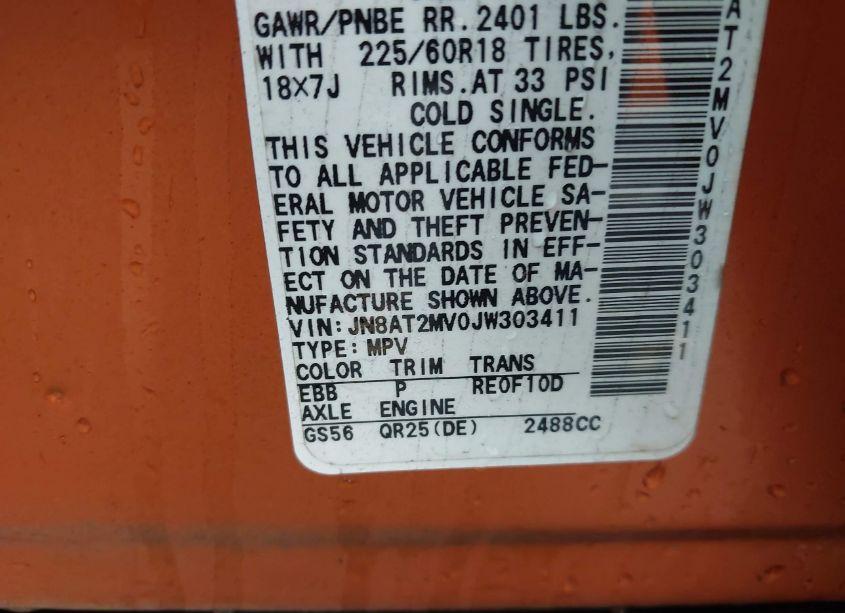 GAWR/PNBE RR. 2401 LBS.
WITH 225/60R18 TIRES,
18×7J RIMS. AT 33 PSI
COLD SINGLE.
THIS VEHICLE CONFORMS
TO ALL APPLICABLE FED-
ERAL MOTOR VEHICLE SA-
FETY AND THEFT PREVEN-
TION STANDARDS IN EFF-
ECT ON THE DATE OF MA-
NUFACTURE SHOWN ABOVE.
VIN: JN8AT2MV0JW303411
TYPE: MPV
COLOR TRIM TRANS
EBB P RE0F10D
AXLE ENGINE
GS56 QR25(DE) 2488CC
AT2MV0JW303411